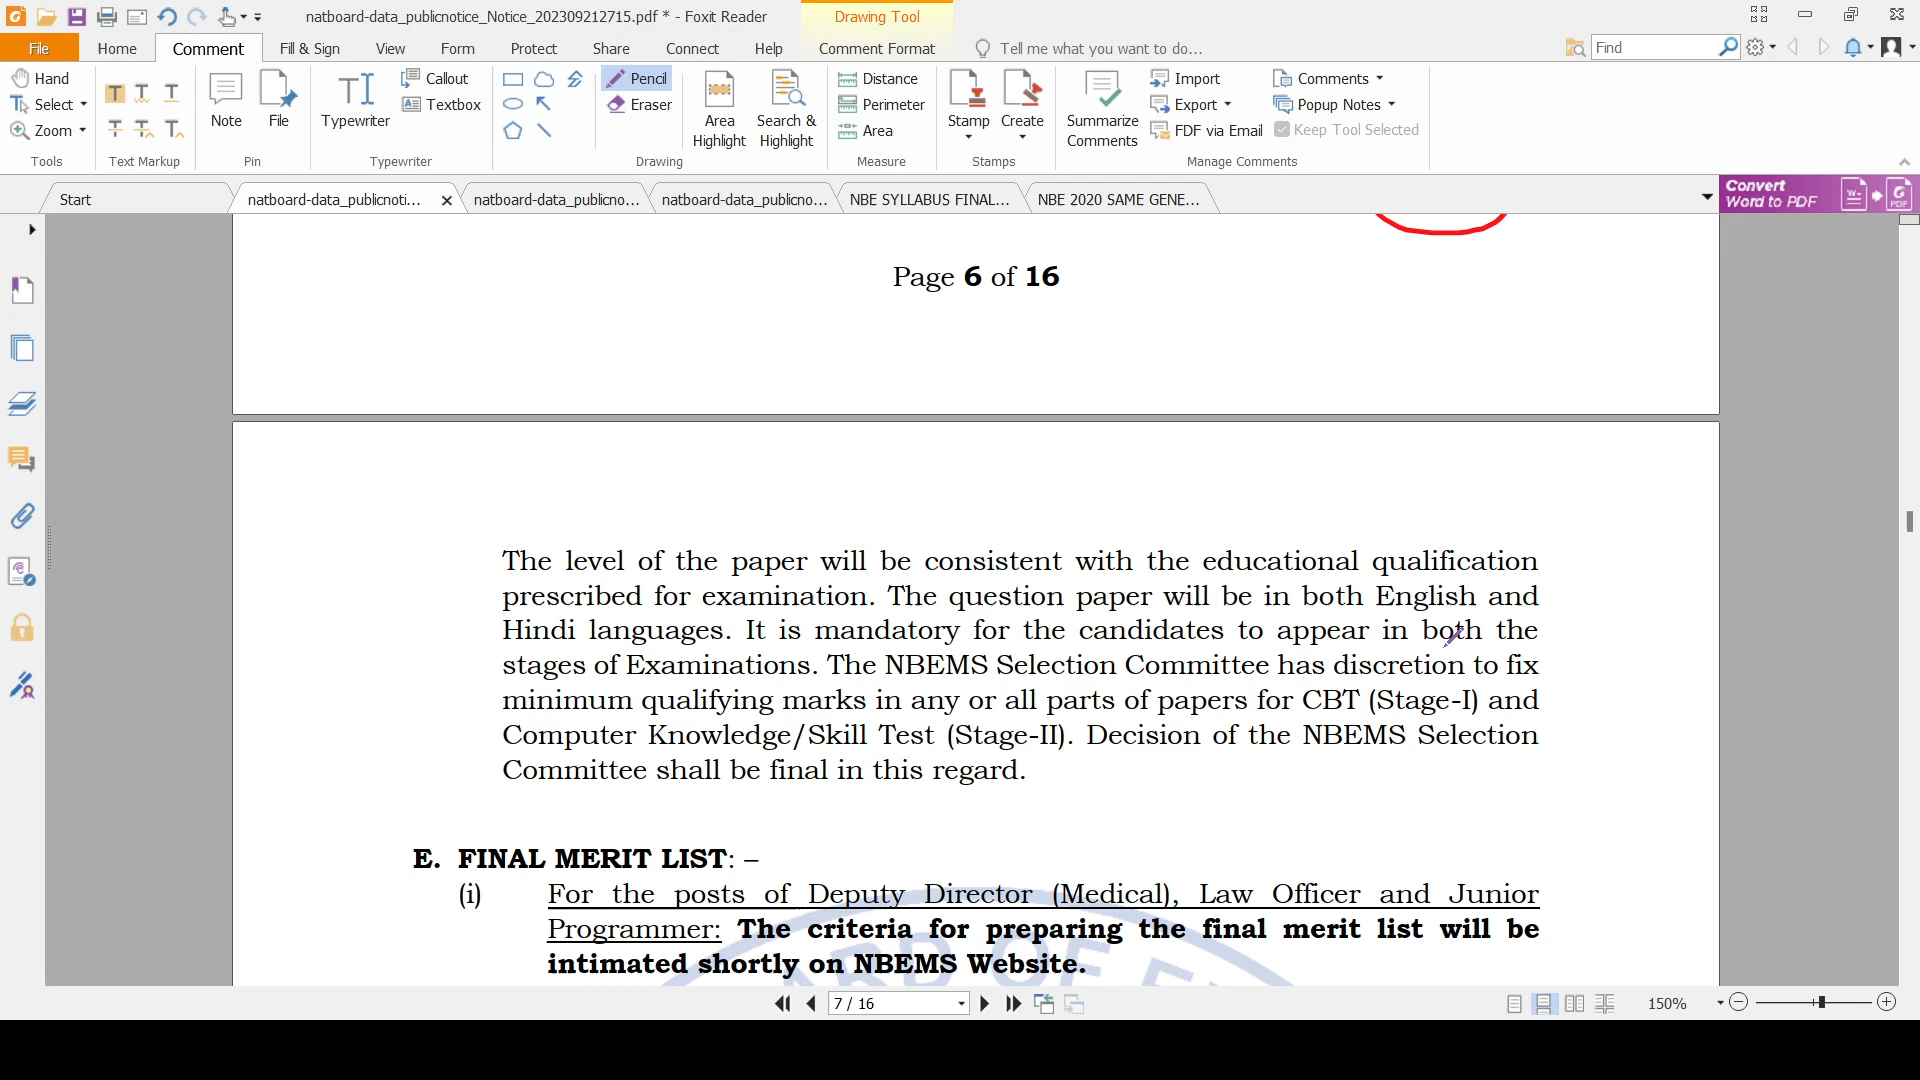 natboard-data_publicnotice_Notice_202309212715.pdf * - Foxit Reader
Drawing Tool
File
Home
Comment
Fill & Sign
View
Form
Protect
Share
Connect
Help
Comment Format
Tell me what you want to do...
Find
Hand
Select
Zoom
Tools
Text Markup
Note
File
Pin
Typewriter
Callout
Textbox
Typewriter
Pencil
Eraser
Area
Highlight
Search &
Highlight
Drawing
Distance
Perimeter
Area
Measure
Stamp
Create
Stamps
Summarize
Comments
Import
Export
FDF via Email
Comments
Popup Notes
Keep Tool Selected
Manage Comments
Start
natboard-data_publicnoti...
natboard-data_publicno...
natboard-data_publicno...
NBE SYLLABUS FINAL...
NBE 2020 SAME GENE...
Convert
Word to PDF
Page 6 of 16
The level of the paper will be consistent with the educational qualification
prescribed for examination. The question paper will be in both English and
Hindi languages. It is mandatory for the candidates to appear in both the
stages of Examinations. The NBEMS Selection Committee has discretion to fix
minimum qualifying marks in any or all parts of papers for CBT (Stage-I) and
Computer Knowledge/Skill Test (Stage-II). Decision of the NBEMS Selection
Committee shall be final in this regard.
E. FINAL MERIT LIST: –
(i) For the posts of Deputy Director (Medical), Law Officer and Junior
Programmer: The criteria for preparing the final merit list will be
intimated shortly on NBEMS Website.
7 / 16
150%